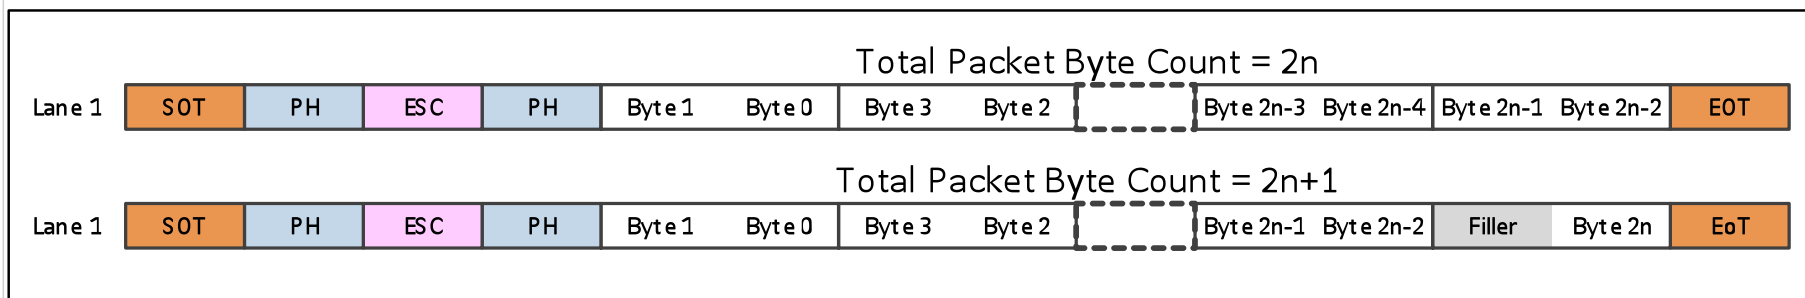 Total Packet Byte Count = 2n
Lane 1 SOT PH ESC PH Byte 1 Byte 0 Byte 3 Byte 2 Byte 2n-3 Byte 2n-4 Byte 2n-1 Byte 2n-2 EOT
Total Packet Byte Count = 2n+1
Lane 1 SOT PH ESC PH Byte 1 Byte 0 Byte 3 Byte 2 Byte 2n-1 Byte 2n-2 Filler Byte 2n EoT